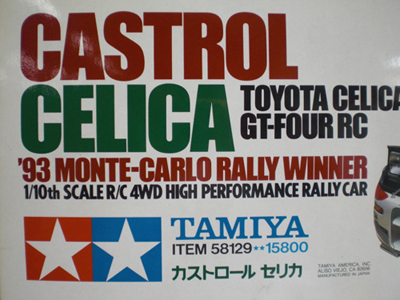 CASTROL
CELICA
TOYOTA CELICA
GT-FOUR RC
'93 MONTE-CARLO RALLY WINNER
1/10th SCALE R/C 4WD HIGH PERFORMANCE RALLY CAR
TAMIYA
ITEM 58129 **15800
カストロール セリカ
TAMIYA AMERICA, INC.
ALISO VIEJO, CA 92656
MANUFACTURED IN JAPAN